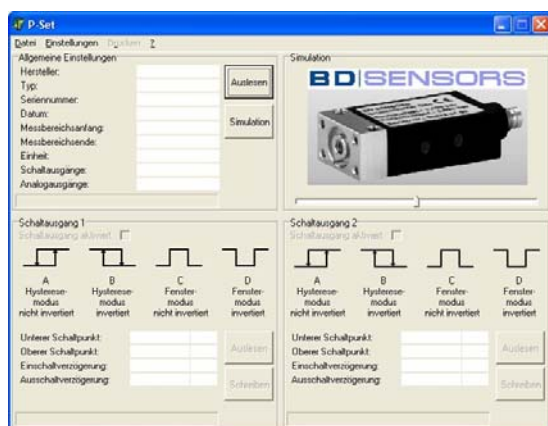 P-Set
Datei Einstellungen Drucken ?
Allgemeine Einstellungen
Hersteller:
Typ:
Seriennummer:
Datum:
Messbereichsanfang:
Messbereichsende:
Einheit:
Schaltausgänge:
Analogausgänge:
Auslesen
Simulation
Simulation
BD|SENSORS
Schaltausgang 1
Schaltausgang aktiviert
A
Hysterese-
modus
nicht invertiert
B
Hysterese-
modus
invertiert
C
Fenster-
modus
nicht invertiert
D
Fenster-
modus
invertiert
Unterer Schaltpunkt:
Oberer Schaltpunkt:
Einschaltverzögerung:
Ausschaltverzögerung:
Auslesen
Schreiben
Schaltausgang 2
Schaltausgang aktiviert
A
Hysterese-
modus
nicht invertiert
B
Hysterese-
modus
invertiert
C
Fenster-
modus
nicht invertiert
D
Fenster-
modus
invertiert
Unterer Schaltpunkt:
Oberer Schaltpunkt:
Einschaltverzögerung:
Ausschaltverzögerung:
Auslesen
Schreiben